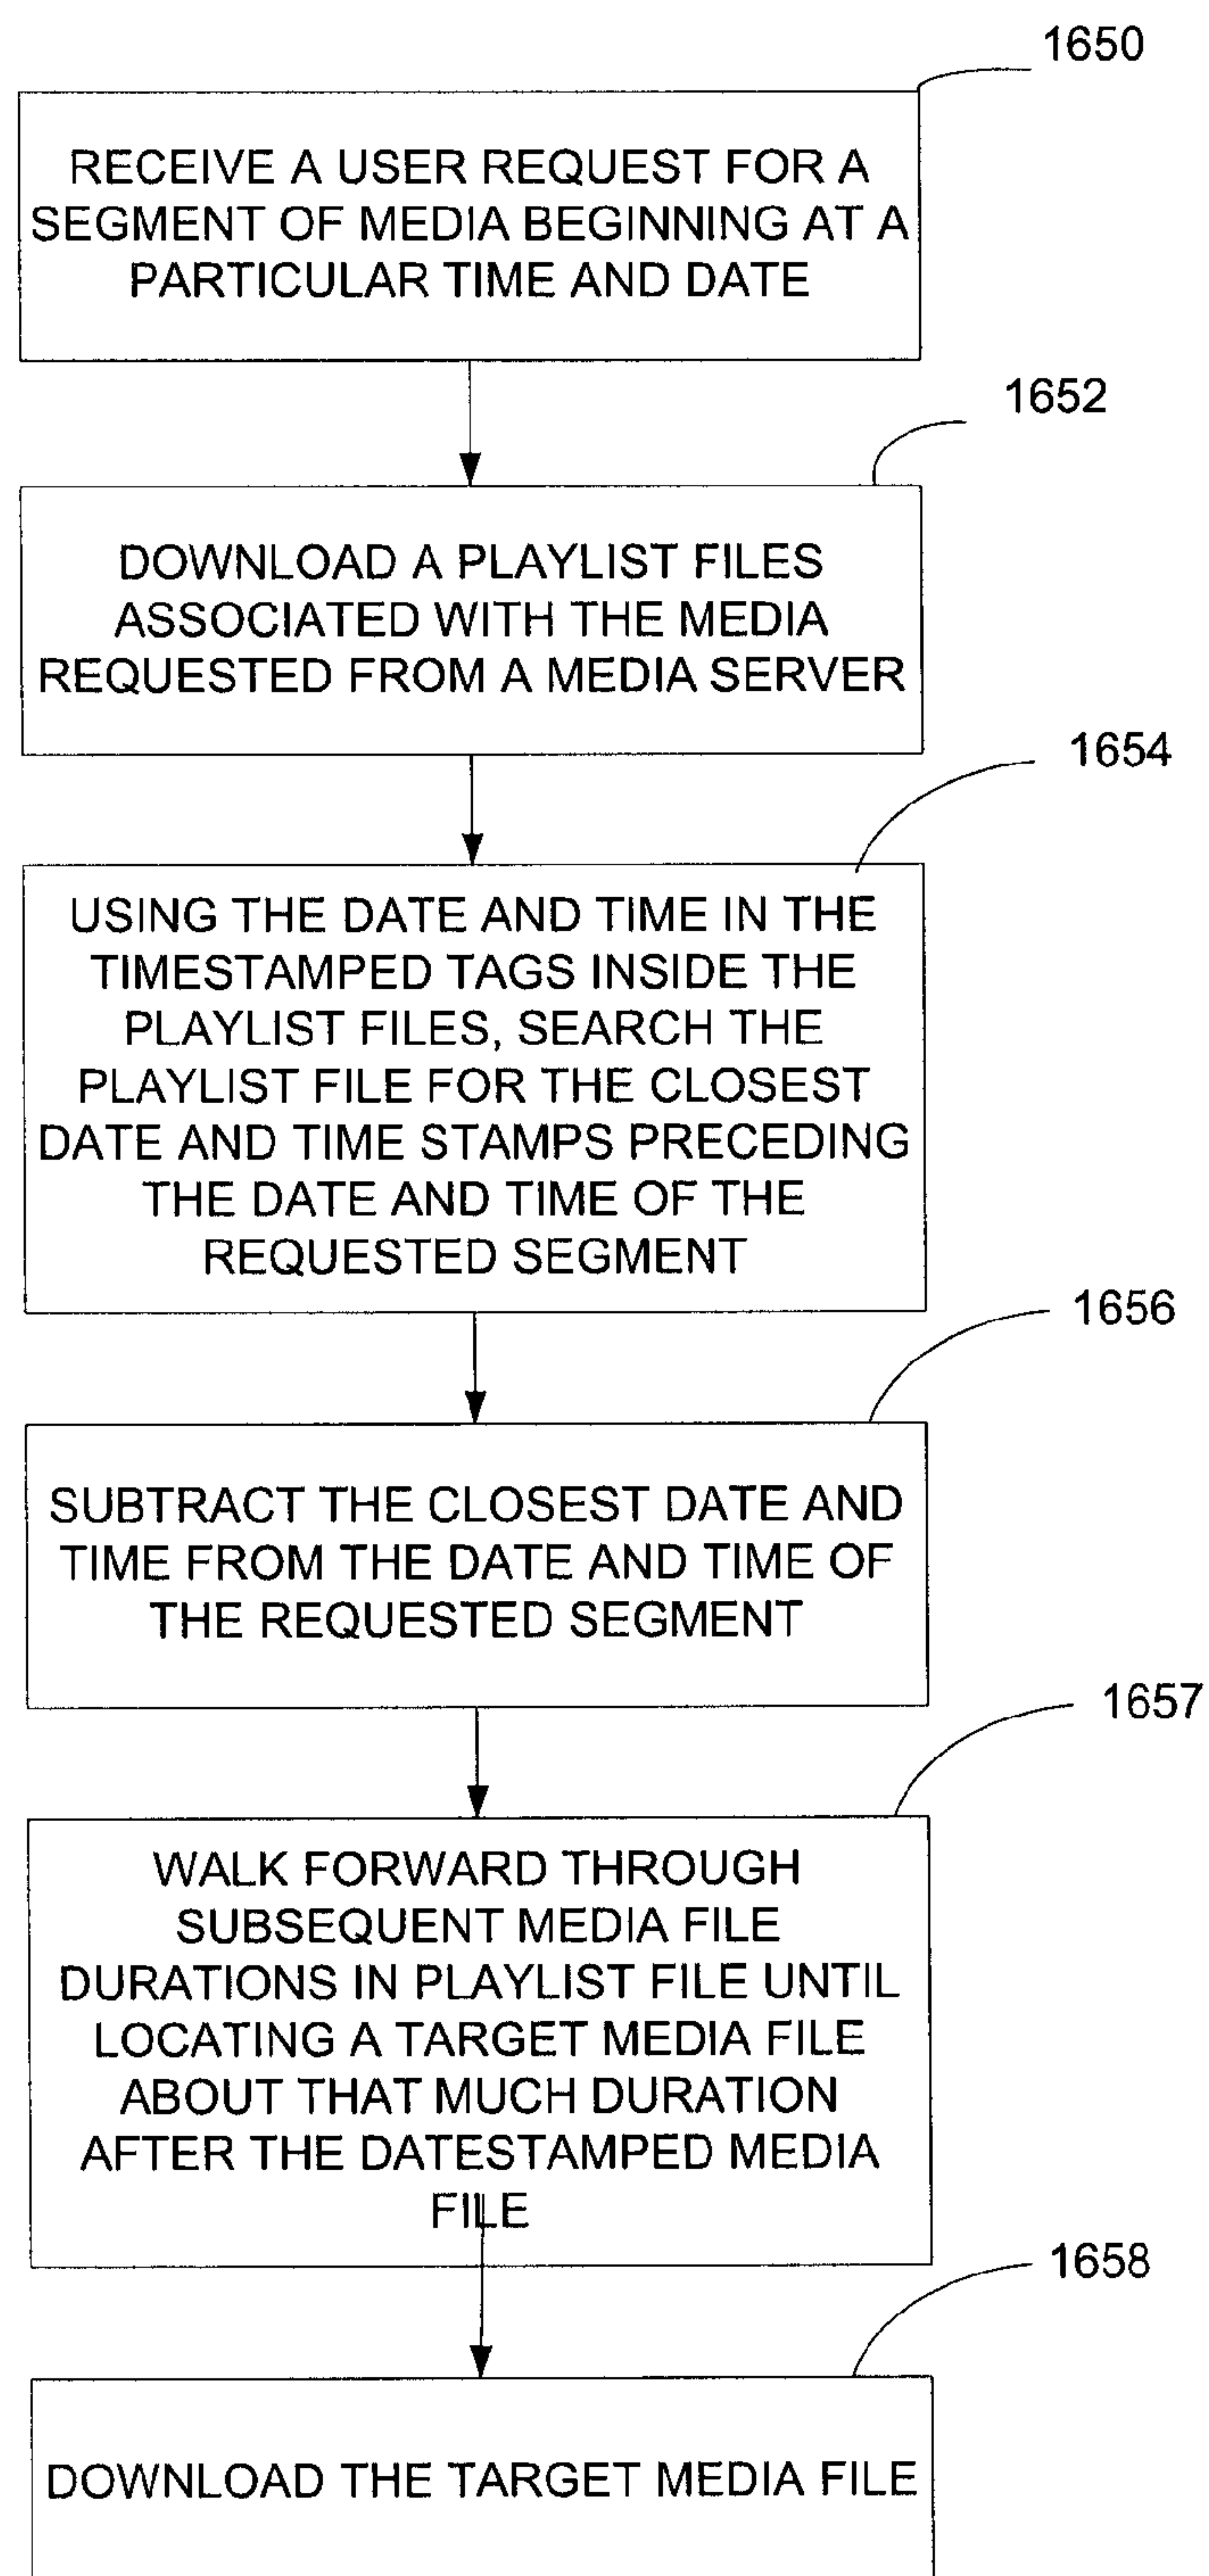 1650
RECEIVE A USER REQUEST FOR A
SEGMENT OF MEDIA BEGINNING AT A
PARTICULAR TIME AND DATE
1652
DOWNLOAD A PLAYLIST FILES
ASSOCIATED WITH THE MEDIA
REQUESTED FROM A MEDIA SERVER
1654
USING THE DATE AND TIME IN THE
TIMESTAMPED TAGS INSIDE THE
PLAYLIST FILES, SEARCH THE
PLAYLIST FILE FOR THE CLOSEST
DATE AND TIME STAMPS PRECEDING
THE DATE AND TIME OF THE
REQUESTED SEGMENT
1656
SUBTRACT THE CLOSEST DATE AND
TIME FROM THE DATE AND TIME OF
THE REQUESTED SEGMENT
1657
WALK FORWARD THROUGH
SUBSEQUENT MEDIA FILE
DURATIONS IN PLAYLIST FILE UNTIL
LOCATING A TARGET MEDIA FILE
ABOUT THAT MUCH DURATION
AFTER THE DATESTAMPED MEDIA
FILE
1658
DOWNLOAD THE TARGET MEDIA FILE